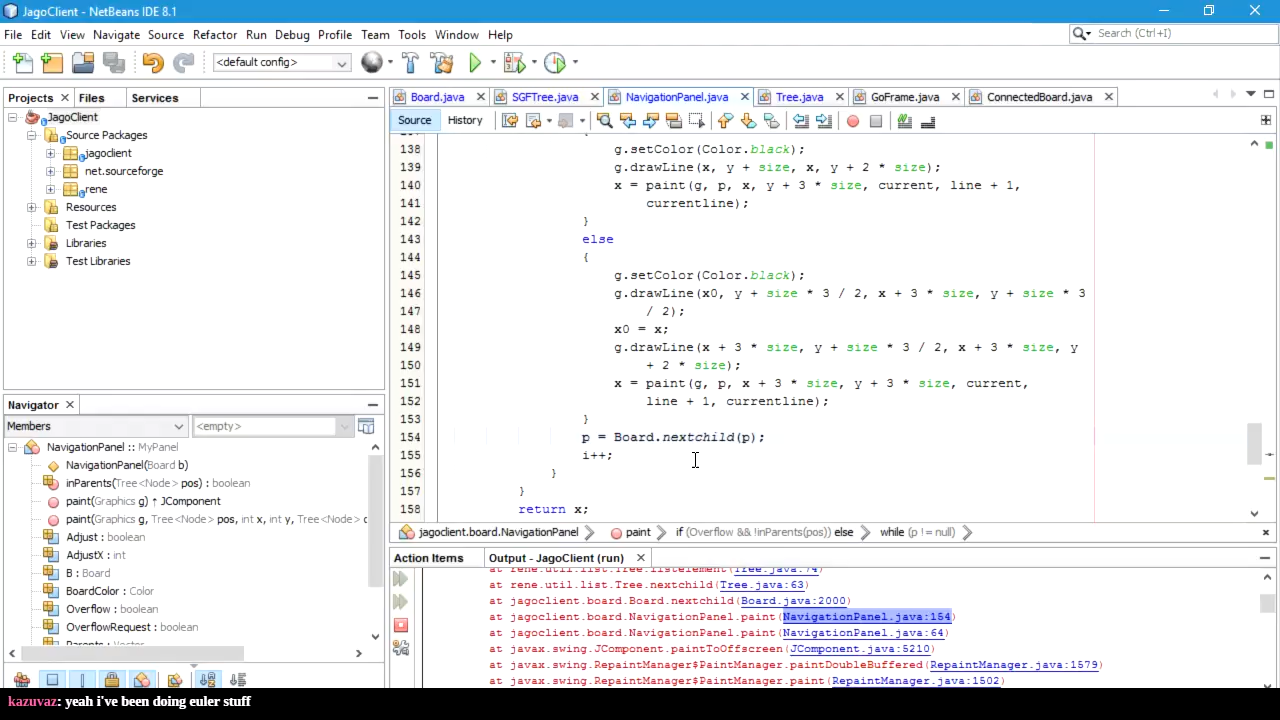 JagoClient - NetBeans IDE 8.1
File Edit View Navigate Source Refactor Run Debug Profile Team Tools Window Help
Search (Ctrl+I)
<default config>
Projects Files Services
Board.java SGFTree.java NavigationPanel.java Tree.java GoFrame.java ConnectedBoard.java
Source History
JagoClient
Source Packages
jagoclient
net.sourceforge
rene
Resources
Test Packages
Libraries
Test Libraries
138 g.setColor(Color.black);
139 g.drawLine(x, y + size, x, y + 2 * size);
140 x = paint(g, p, x, y + 3 * size, current, line + 1,
141 currentline);
142 }
143 else
144 {
145 g.setColor(Color.black);
146 g.drawLine(x0, y + size * 3 / 2, x + 3 * size, y + size * 3
147 / 2);
148 x0 = x;
149 g.drawLine(x + 3 * size, y + size * 3 / 2, x + 3 * size, y
150 + 2 * size);
151 x = paint(g, p, x + 3 * size, y + 3 * size, current,
152 line + 1, currentline);
153 }
154 p = Board.nextchild(p);
155 i++;
156 }
157 }
158 return x;
Navigator
Members <empty>
NavigationPanel :: MyPanel
NavigationPanel(Board b)
inParents(Tree<Node> pos) : boolean
paint(Graphics g) ↑ JComponent
paint(Graphics g, Tree<Node> pos, int x, int y, Tree<Node> c
Adjust : boolean
AdjustX : int
B : Board
BoardColor : Color
Overflow : boolean
OverflowRequest : boolean
Parents : Vector
jagoclient.board.NavigationPanel paint if (Overflow && !inParents(pos)) else while (p != null)
Action Items Output - JagoClient (run)
at rene.util.list.Tree.listelement(Tree.java:74)
at rene.util.list.Tree.nextchild(Tree.java:63)
at jagoclient.board.Board.nextchild(Board.java:2000)
at jagoclient.board.NavigationPanel.paint(NavigationPanel.java:154)
at jagoclient.board.NavigationPanel.paint(NavigationPanel.java:64)
at javax.swing.JComponent.paintToOffscreen(JComponent.java:5210)
at javax.swing.RepaintManager$PaintManager.paintDoubleBuffered(RepaintManager.java:1579)
at javax.swing.RepaintManager$PaintManager.paint(RepaintManager.java:1502)
kazuvaz: yeah i've been doing euler stuff